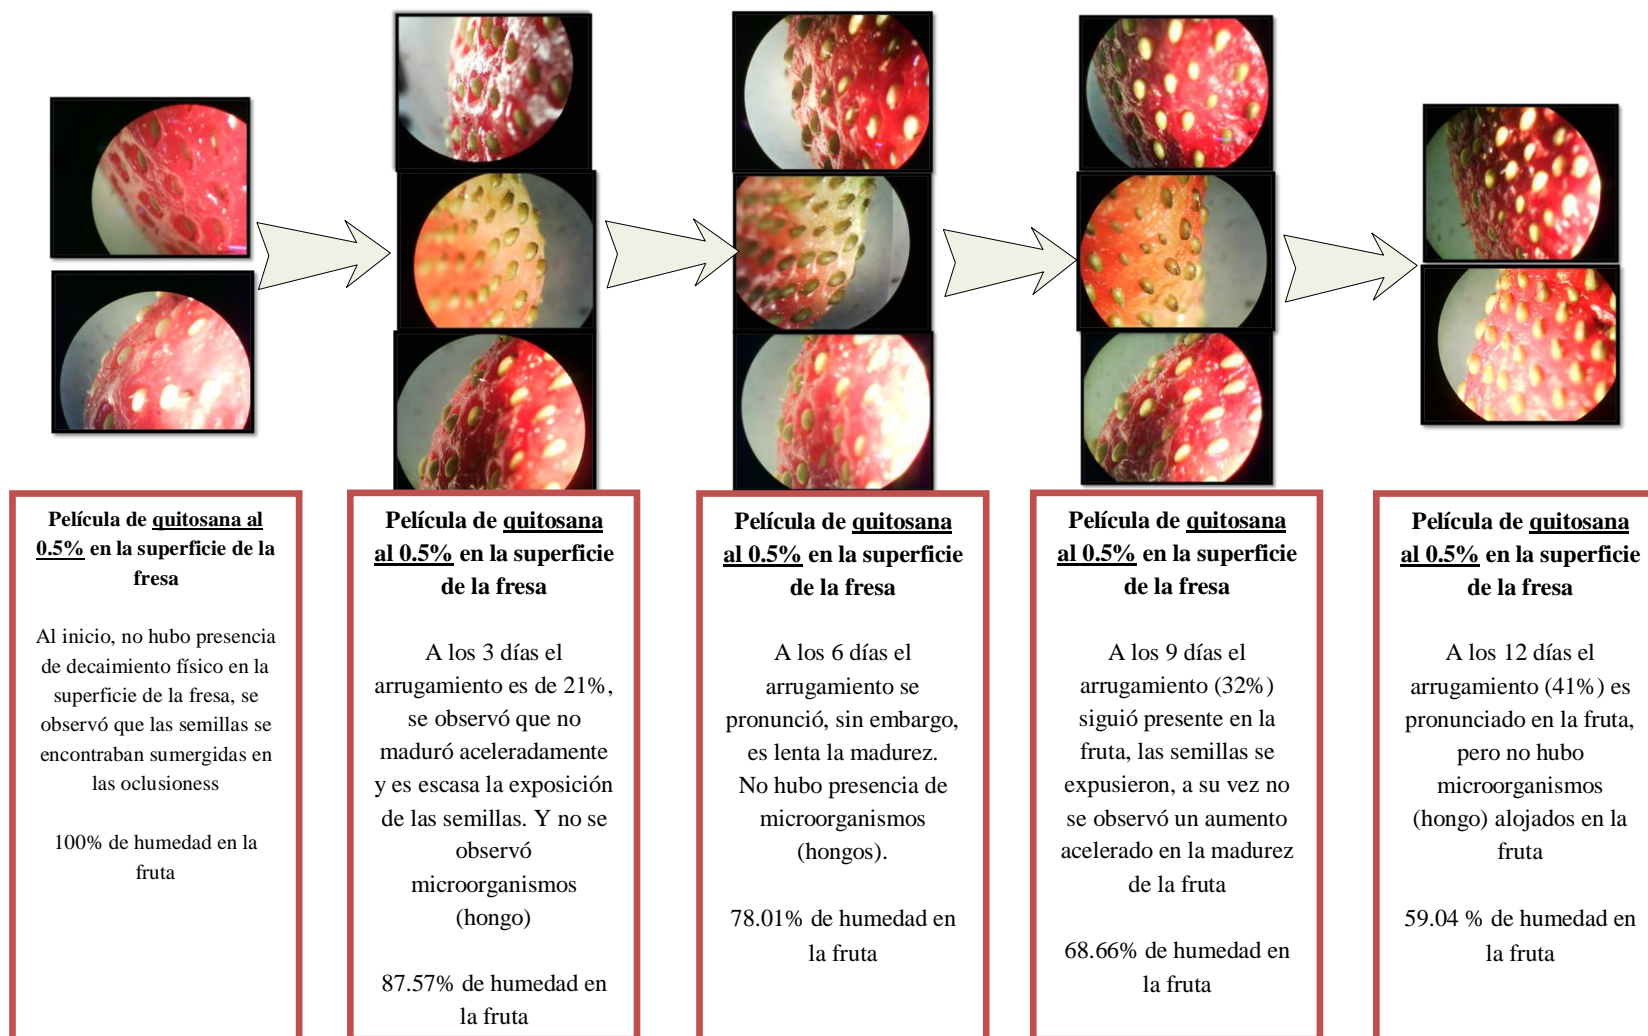 Película de quitosana al
0.5% en la superficie de la
fresa
Al inicio, no hubo presencia
de decaimiento físico en la
superficie de la fresa, se
observó que las semillas se
encontraban sumergidas en
las oclusioness
100% de humedad en la
fruta
Película de quitosana
al 0.5% en la superficie
de la fresa
A los 3 días el
arrugamiento es de 21%,
se observó que no
maduró aceleradamente
y es escasa la exposición
de las semillas. Y no se
observó
microorganismos
(hongo)
87.57% de humedad en
la fruta
Película de quitosana
al 0.5% en la superficie
de la fresa
A los 6 días el
arrugamiento se
pronunció, sin embargo,
es lenta la madurez.
No hubo presencia de
microorganismos
(hongos).
78.01% de humedad en
la fruta
Película de quitosana
al 0.5% en la superficie
de la fresa
A los 9 días el
arrugamiento (32%)
siguió presente en la
fruta, las semillas se
expusieron, a su vez no
se observó un aumento
acelerado en la madurez
de la fruta
68.66% de humedad en
la fruta
Película de quitosana
al 0.5% en la superficie
de la fresa
A los 12 días el
arrugamiento (41%) es
pronunciado en la fruta,
pero no hubo
microorganismos
(hongo) alojados en la
fruta
59.04 % de humedad en
la fruta